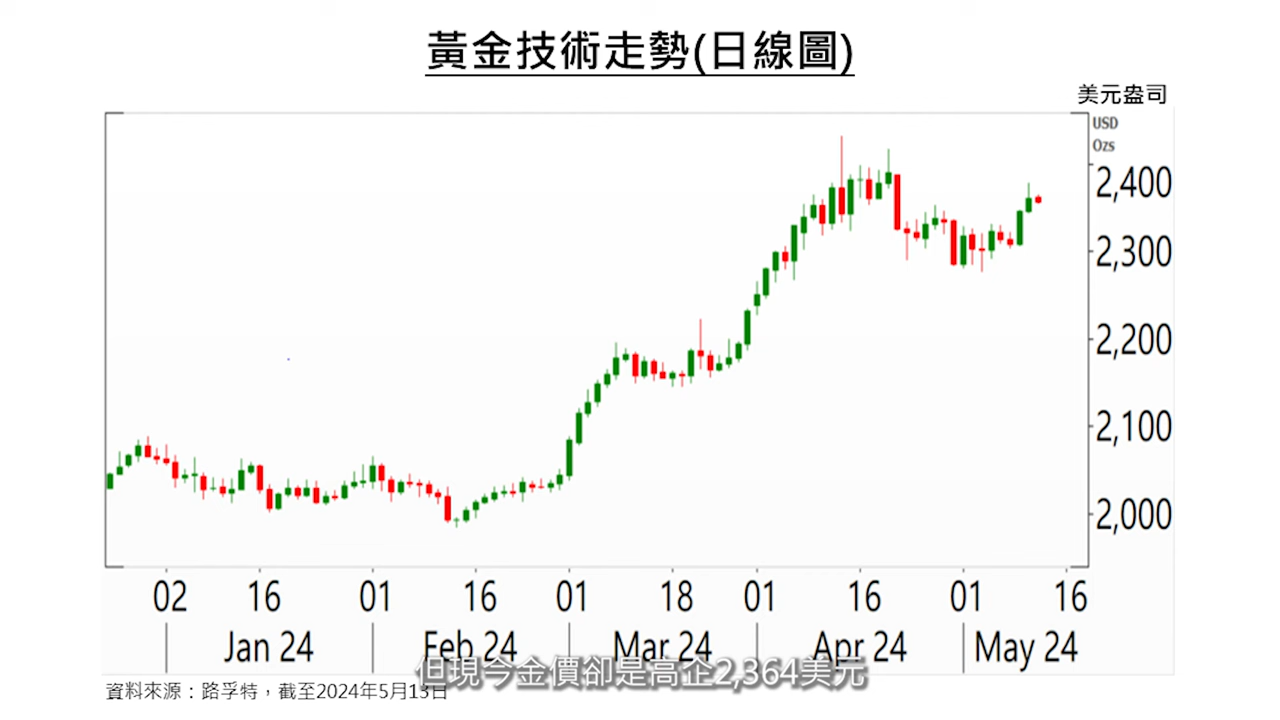 黃金技術走勢(日線圖)
美元盎司
USD
Ozs
2,400
2,300
2,200
2,100
2,000
02 16 01 16 01 18 01 16 01 16
Jan 24 Feb 24 Mar 24 Apr 24 May 24
但現今金價卻是高企2,364美元
資料來源：路孚特，截至2024年5月13日